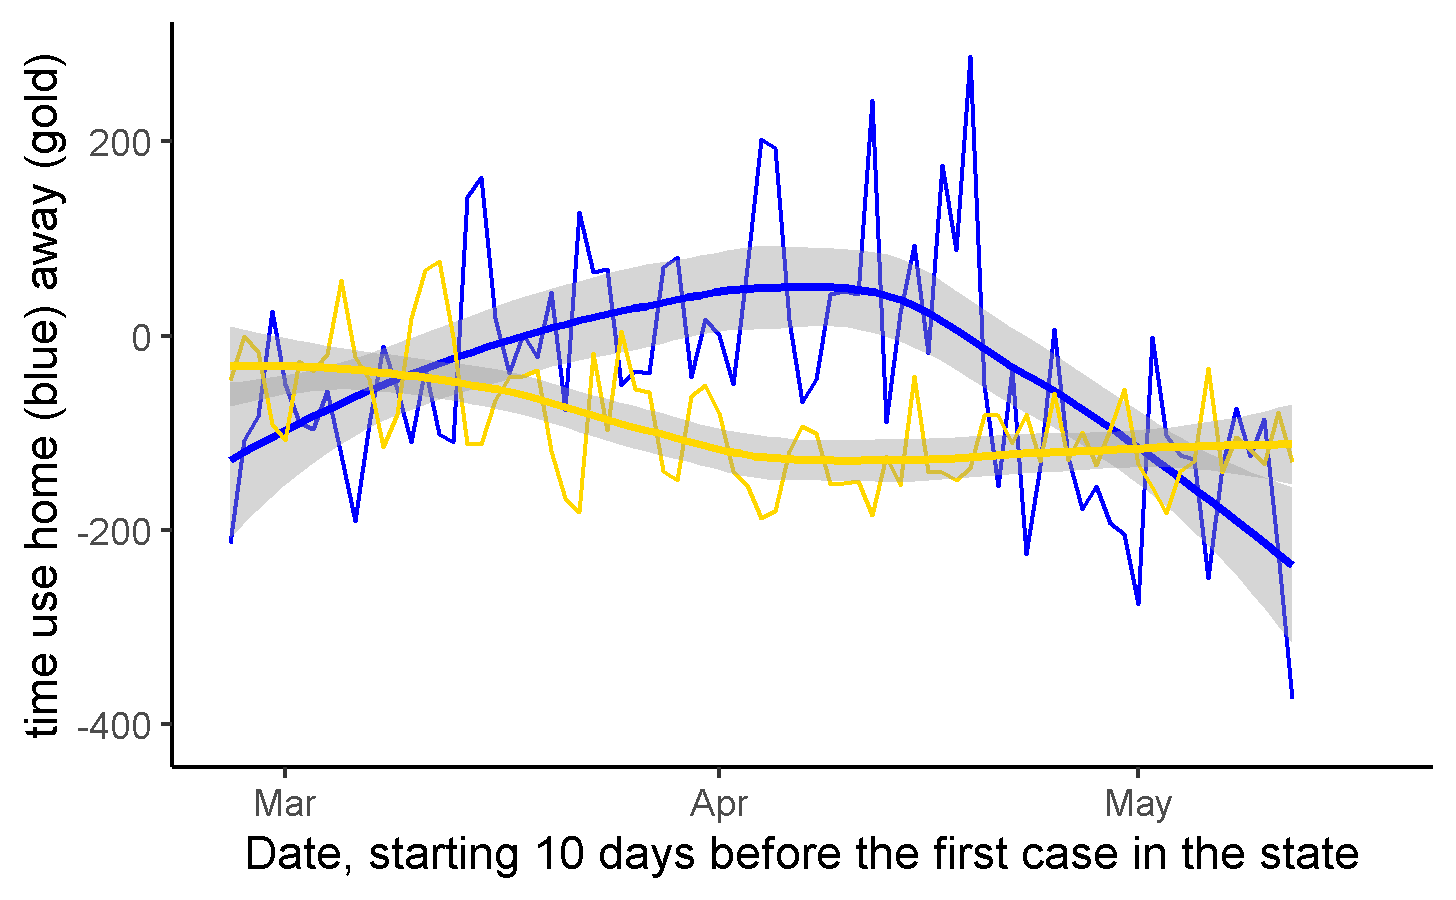 time use home (blue) away (gold)
200
0
-200
-400
Mar Apr May
Date, starting 10 days before the first case in the state